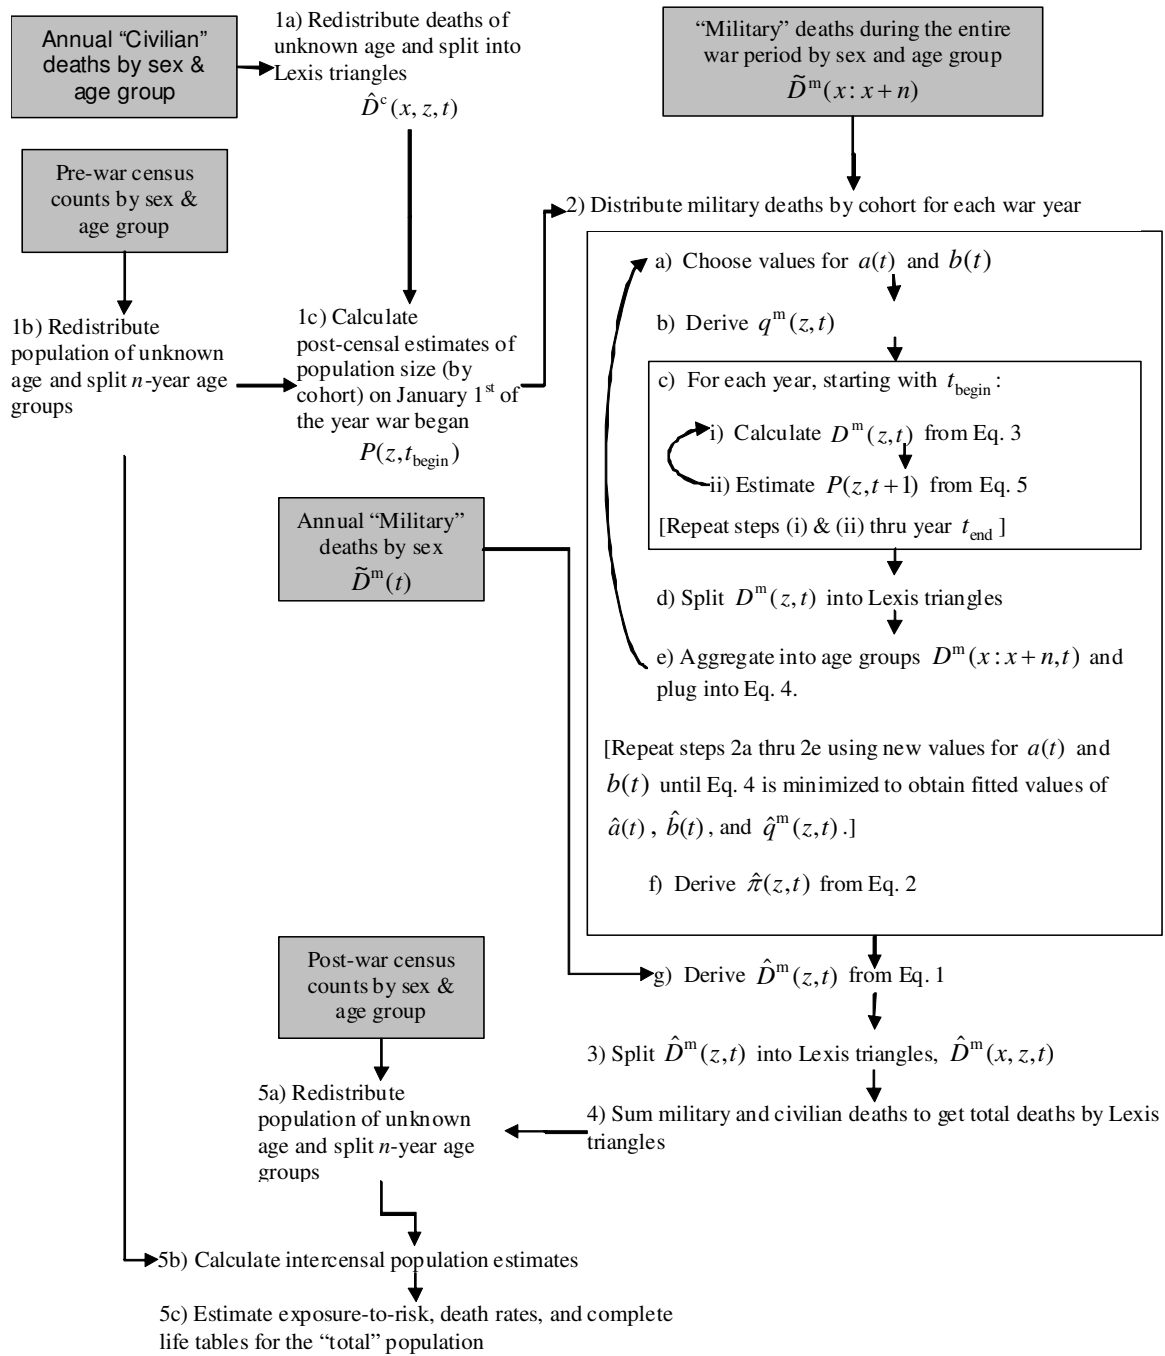 Annual “Civilian”
deaths by sex &
age group
1a) Redistribute deaths of
unknown age and split into
Lexis triangles
D̂ᶜ(x, z, t)
“Military” deaths during the entire
war period by sex and age group
D̃ᵐ(x : x + n)
Pre-war census
counts by sex &
age group
1b) Redistribute
population of unknown
age and split n-year age
groups
1c) Calculate
post-censal estimates of
population size (by
cohort) on January 1ˢᵗ of
the year war began
P(z, t_begin)
2) Distribute military deaths by cohort for each war year
a) Choose values for a(t) and b(t)
b) Derive qᵐ(z, t)
c) For each year, starting with t_begin :
i) Calculate Dᵐ(z, t) from Eq. 3
ii) Estimate P(z, t + 1) from Eq. 5
[Repeat steps (i) & (ii) thru year t_end ]
d) Split Dᵐ(z, t) into Lexis triangles
e) Aggregate into age groups Dᵐ(x : x + n, t) and
plug into Eq. 4.
[Repeat steps 2a thru 2e using new values for a(t) and
b(t) until Eq. 4 is minimized to obtain fitted values of
â(t) , b̂(t) , and q̂ᵐ(z, t) .]
f) Derive π̂(z, t) from Eq. 2
Annual “Military”
deaths by sex
D̃ᵐ(t)
g) Derive D̂ᵐ(z, t) from Eq. 1
Post-war census
counts by sex &
age group
3) Split D̂ᵐ(z, t) into Lexis triangles, D̂ᵐ(x, z, t)
4) Sum military and civilian deaths to get total deaths by Lexis
triangles
5a) Redistribute
population of unknown
age and split n-year age
groups
5b) Calculate intercensal population estimates
5c) Estimate exposure-to-risk, death rates, and complete
life tables for the “total” population